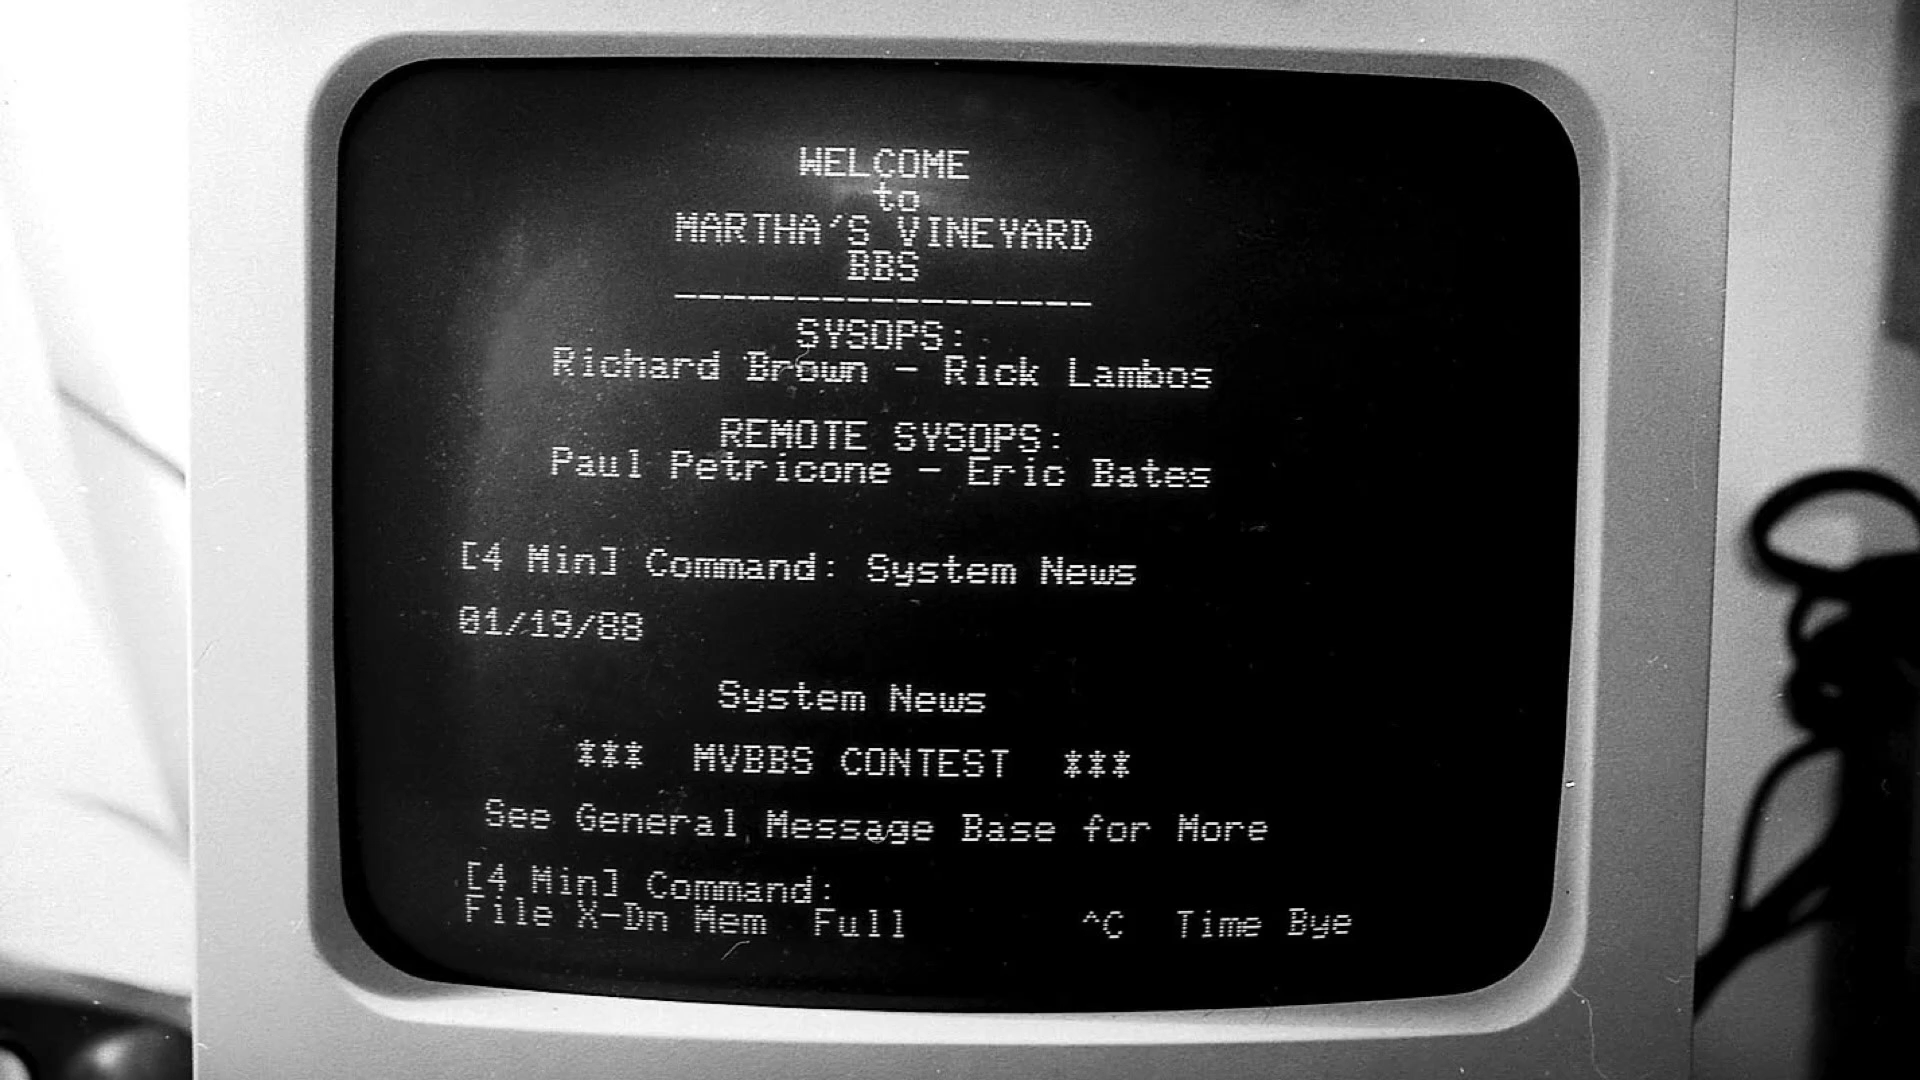 WELCOME
to
MARTHA'S VINEYARD
BBS
-----------------
SYSOPS:
Richard Brown - Rick Lambos
REMOTE SYSOPS:
Paul Petricone - Eric Bates
[4 Min] Command: System News
01/19/88
System News
*** MVBBS CONTEST ***
See General Message Base for More
[4 Min] Command:
File X-Dn Mem Full ^C Time Bye